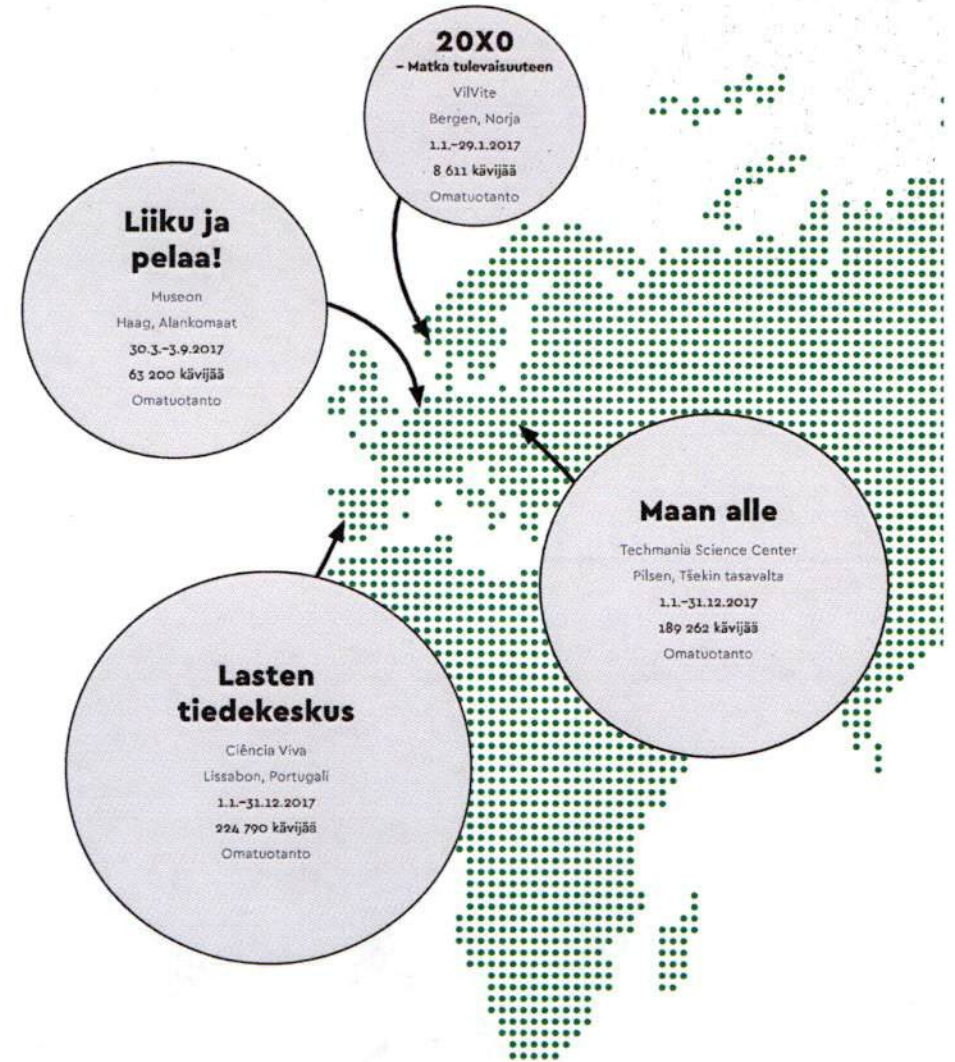 20X0
– Matka tulevaisuuteen
VilVite
Bergen, Norja
1.1.–29.1.2017
8 611 kävijää
Omatuotanto
Liiku ja
pelaa!
Museon
Haag, Alankomaat
30.3.–3.9.2017
63 200 kävijää
Omatuotanto
Maan alle
Techmania Science Center
Pilsen, Tšekin tasavalta
1.1.–31.12.2017
189 262 kävijää
Omatuotanto
Lasten
tiedekeskus
Ciência Viva
Lissabon, Portugali
1.1.–31.12.2017
224 790 kävijää
Omatuotanto